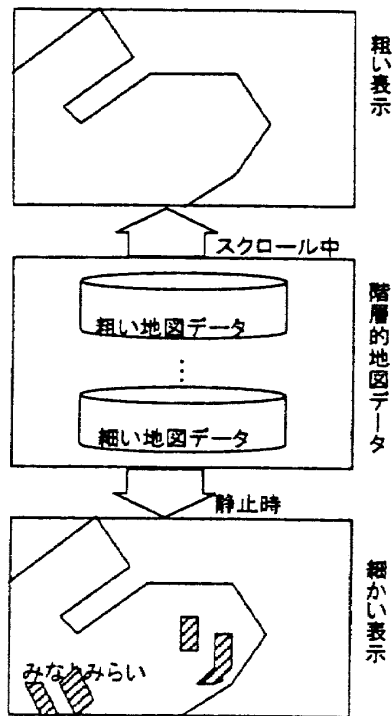 粗い表示
スクロール中
粗い地図データ
⋮
細い地図データ
階層的地図データ
静止時
みなとみらい
細かい表示